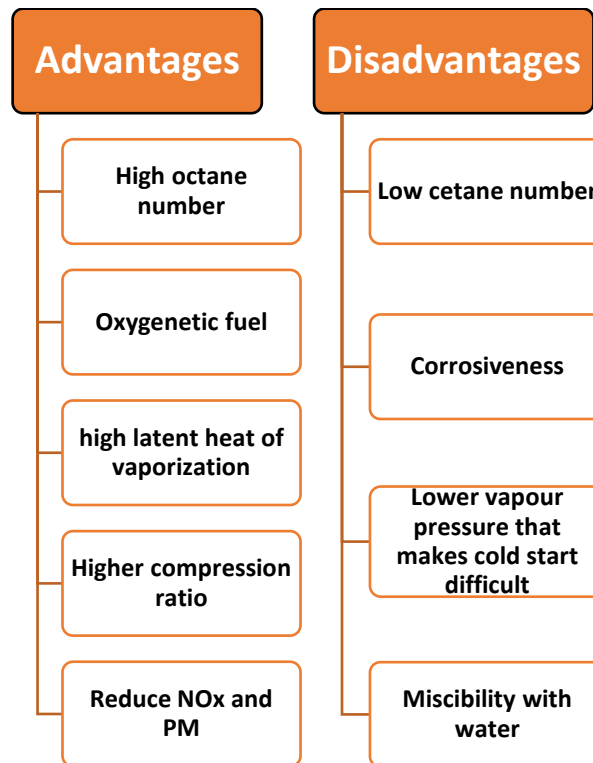 Advantages
High octane
number
Oxygenetic fuel
high latent heat of
vaporization
Higher compression
ratio
Reduce NOx and
PM
Disadvantages
Low cetane number
Corrosiveness
Lower vapour
pressure that
makes cold start
difficult
Miscibility with
water